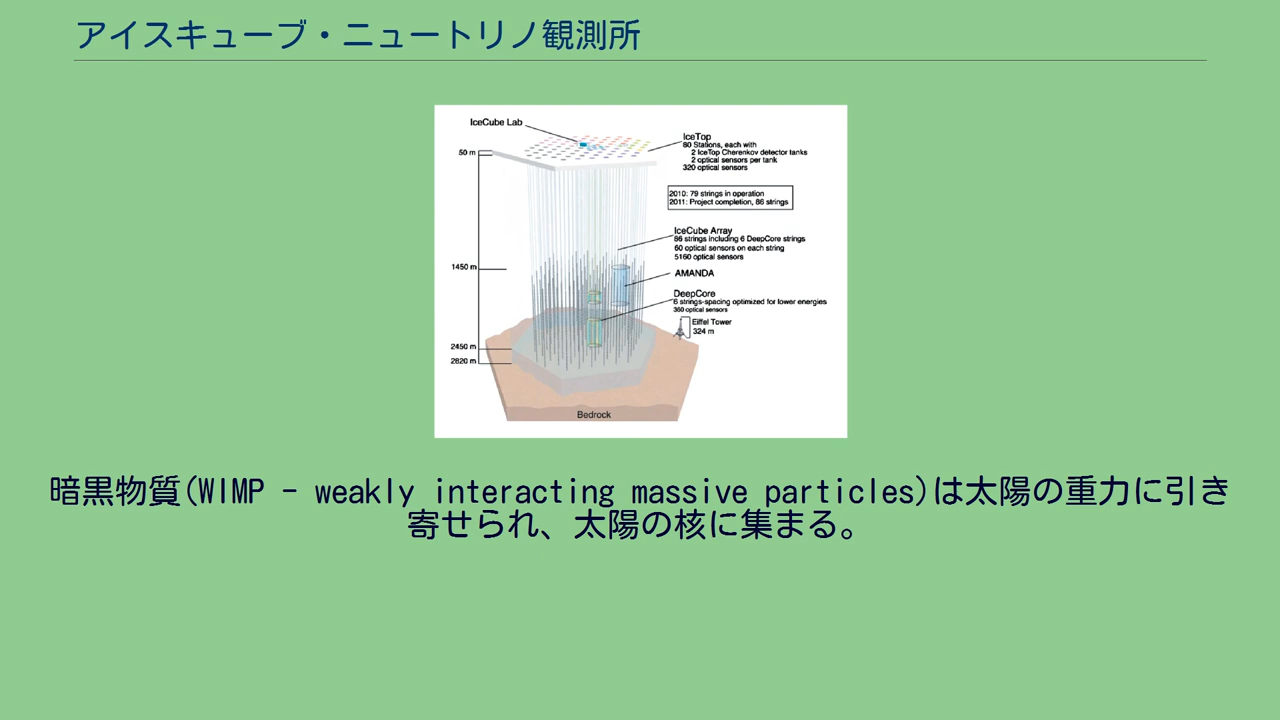 アイスキューブ・ニュートリノ観測所
IceCube Lab
50 m
IceTop
80 Stations, each with
2 IceTop Cherenkov detector tanks
2 optical sensors per tank
320 optical sensors
2010: 79 strings in operation
2011: Project completion, 86 strings
IceCube Array
86 strings including 6 DeepCore strings
60 optical sensors on each string
5160 optical sensors
1450 m
AMANDA
DeepCore
6 strings-spacing optimized for lower energies
360 optical sensors
Eiffel Tower
324 m
2450 m
2820 m
Bedrock
暗黒物質(WIMP - weakly interacting massive particles)は太陽の重力に引き
寄せられ、太陽の核に集まる。